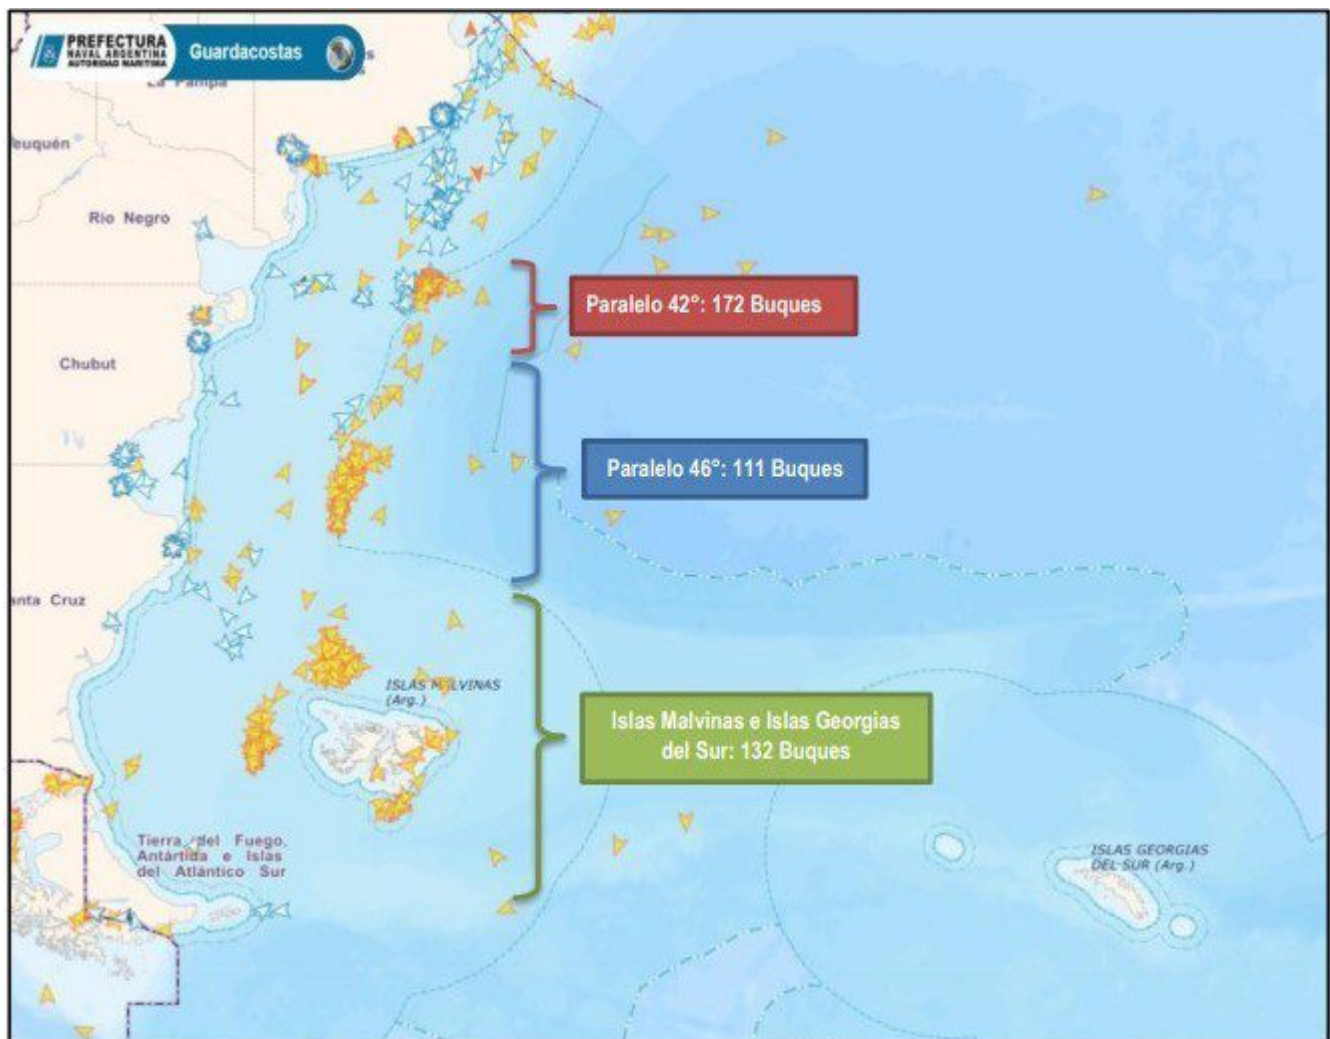 PREFECTURA
NAVAL ARGENTINA
AUTORIDAD MARITIMA
Guardacostas
La Pampa
Neuquén
Río Negro
Paralelo 42°: 172 Buques
Chubut
Paralelo 46°: 111 Buques
anta Cruz
ISLAS MALVINAS
(Arg.)
Islas Malvinas e Islas Georgias
del Sur: 132 Buques
Tierra del Fuego,
Antártida e Islas
del Atlántico Sur
ISLAS GEORGIAS
DEL SUR (Arg.)